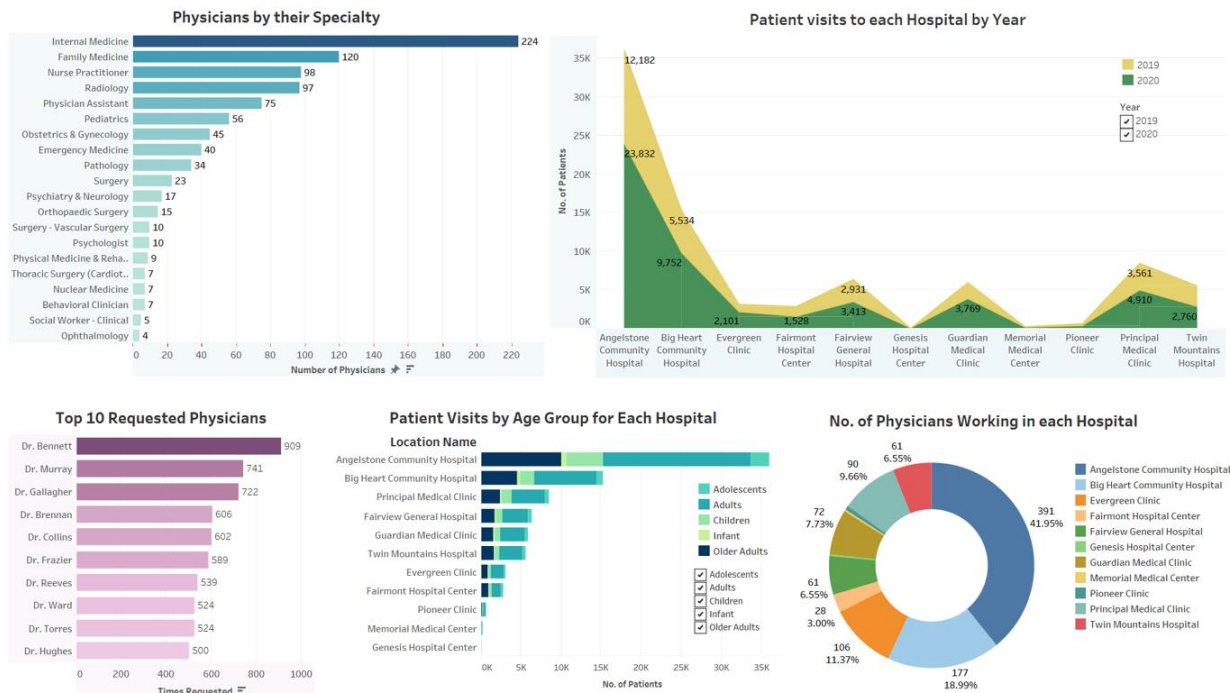 Physicians by their Specialty
Internal Medicine 224
Family Medicine 120
Nurse Practitioner 98
Radiology 97
Physician Assistant 75
Pediatrics 56
Obstetrics & Gynecology 45
Emergency Medicine 40
Pathology 34
Surgery 23
Psychiatry & Neurology 17
Orthopaedic Surgery 15
Surgery - Vascular Surgery 10
Psychologist 10
Physical Medicine & Reha.. 9
Thoracic Surgery (Cardiot.. 7
Nuclear Medicine 7
Behavioral Clinician 7
Social Worker - Clinical 5
Ophthalmology 4
0 20 40 60 80 100 120 140 160 180 200 220
Number of Physicians
Patient visits to each Hospital by Year
No. of Patients
35K
30K
25K
20K
15K
10K
5K
0K
12,182
23,832
5,534
9,752
2,101
1,528
2,931
3,413
3,769
3,561
4,910
2,760
2019
2020
Year
2019
2020
Angelstone Community Hospital
Big Heart Community Hospital
Evergreen Clinic
Fairmont Hospital Center
Fairview General Hospital
Genesis Hospital Center
Guardian Medical Clinic
Memorial Medical Center
Pioneer Clinic
Principal Medical Clinic
Twin Mountains Hospital
Top 10 Requested Physicians
Dr. Bennett 909
Dr. Murray 741
Dr. Gallagher 722
Dr. Brennan 606
Dr. Collins 602
Dr. Frazier 589
Dr. Reeves 539
Dr. Ward 524
Dr. Torres 524
Dr. Hughes 500
0 200 400 600 800 1000
Times Requested
Patient Visits by Age Group for Each Hospital
Location Name
Angelstone Community Hospital
Big Heart Community Hospital
Principal Medical Clinic
Fairview General Hospital
Guardian Medical Clinic
Twin Mountains Hospital
Evergreen Clinic
Fairmont Hospital Center
Pioneer Clinic
Memorial Medical Center
Genesis Hospital Center
0K 5K 10K 15K 20K 25K 30K 35K
No. of Patients
Adolescents
Adults
Children
Infant
Older Adults
Adolescents
Adults
Children
Infant
Older Adults
No. of Physicians Working in each Hospital
61
6.55%
90
9.66%
72
7.73%
61
6.55%
28
3.00%
106
11.37%
177
18.99%
391
41.95%
Angelstone Community Hospital
Big Heart Community Hospital
Evergreen Clinic
Fairmont Hospital Center
Fairview General Hospital
Genesis Hospital Center
Guardian Medical Clinic
Memorial Medical Center
Pioneer Clinic
Principal Medical Clinic
Twin Mountains Hospital